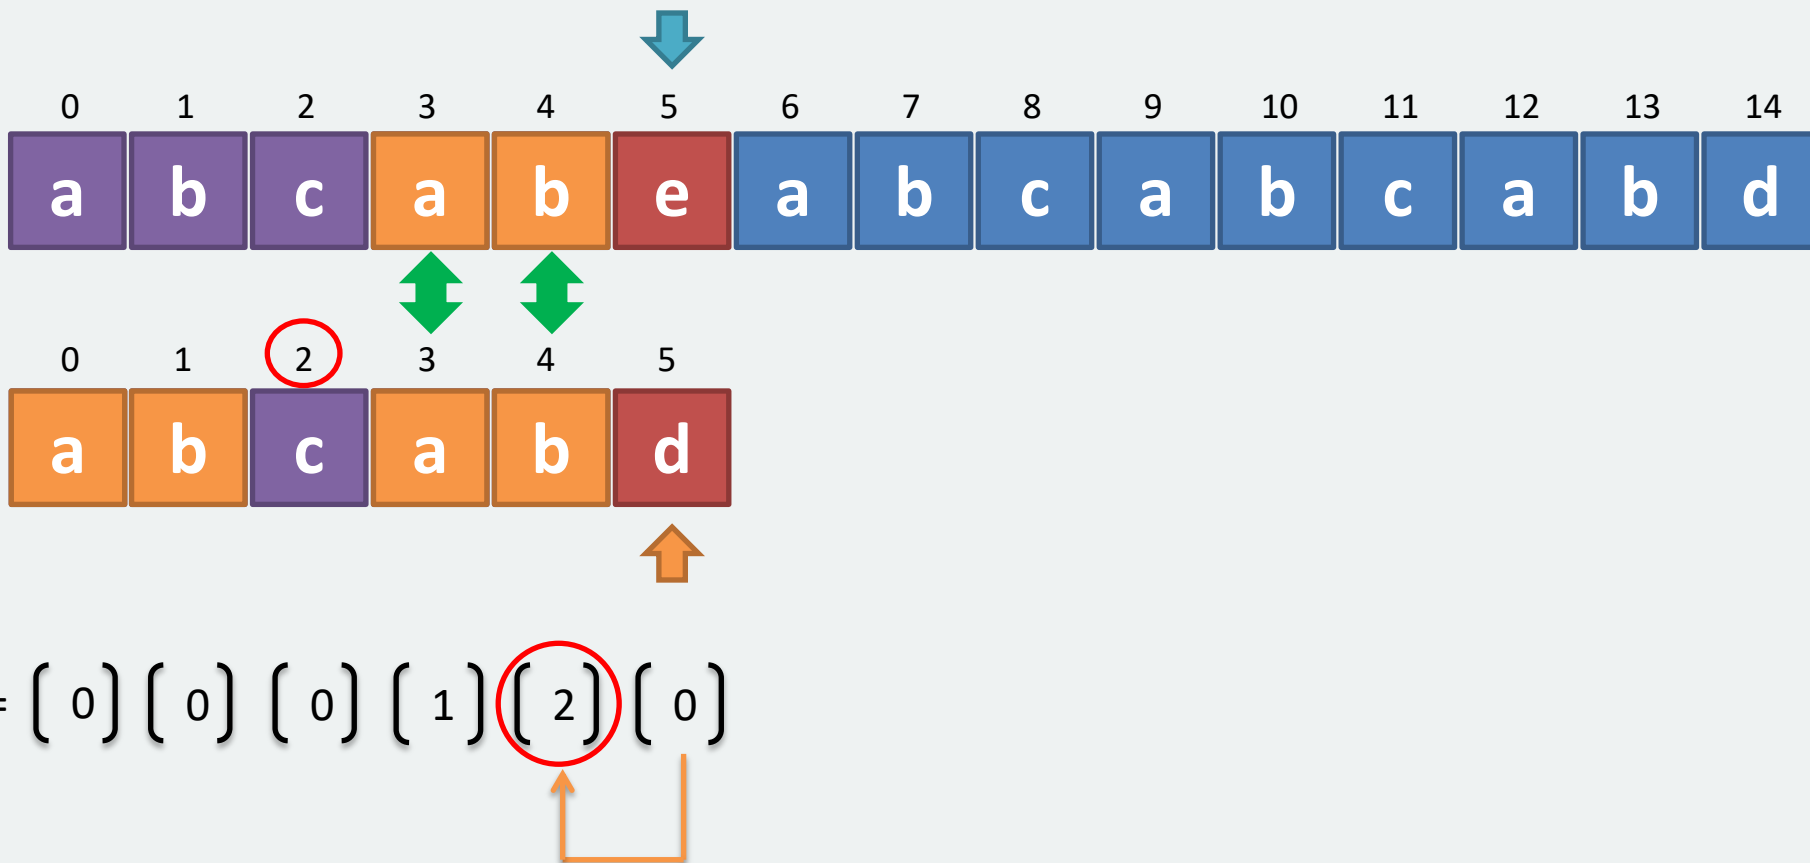 0 1 2 3 4 5 6 7 8 9 10 11 12 13 14
a b c a b e a b c a b c a b d
0 1 2 3 4 5
a b c a b d
= [0] [0] [0] [1] [2] [0]